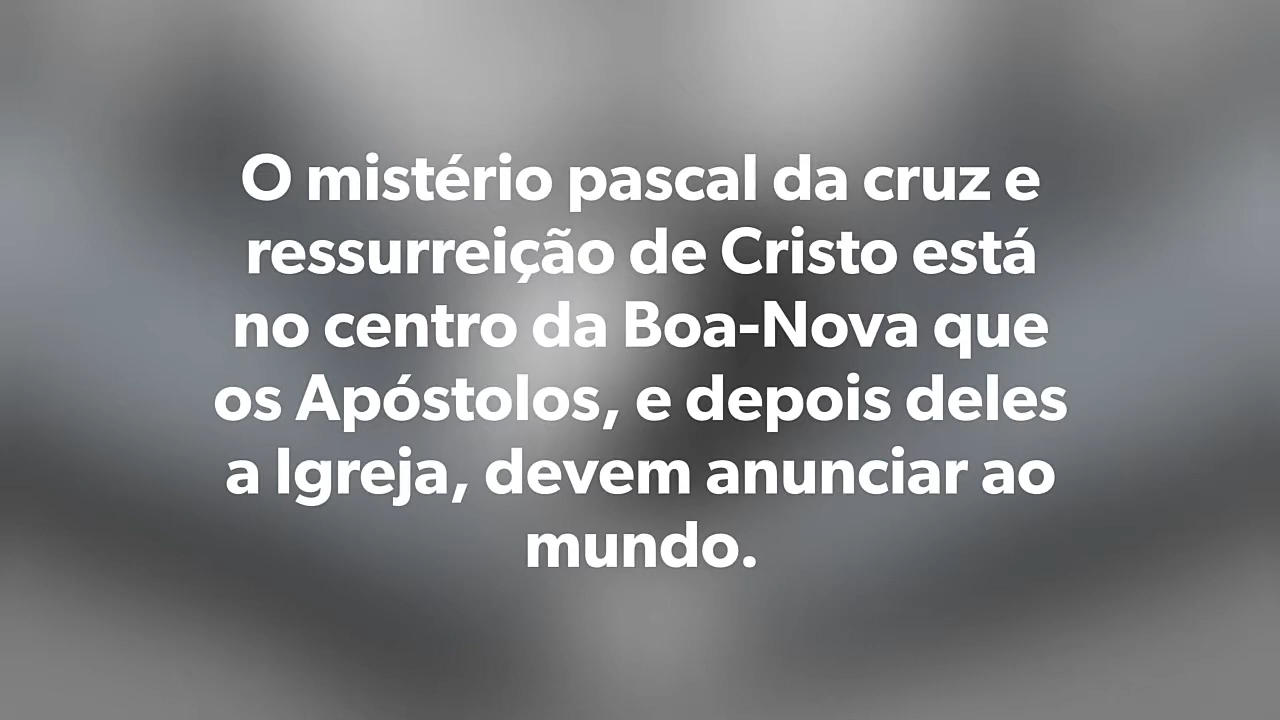 O mistério pascal da cruz e
ressurreição de Cristo está
no centro da Boa-Nova que
os Apóstolos, e depois deles
a Igreja, devem anunciar ao
mundo.